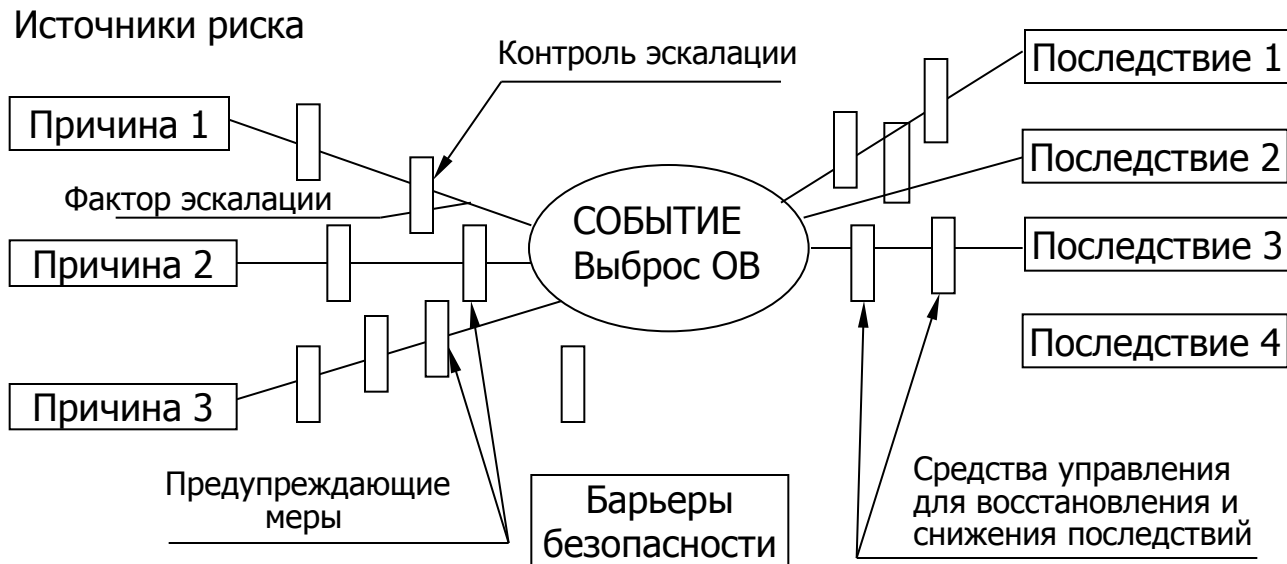 Источники риска
Контроль эскалации
Последствие 1
Причина 1
Последствие 2
Фактор эскалации
СОБЫТИЕ
Выброс ОВ
Причина 2
Последствие 3
Последствие 4
Причина 3
Предупреждающие
меры
Барьеры
безопасности
Средства управления
для восстановления и
снижения последствий